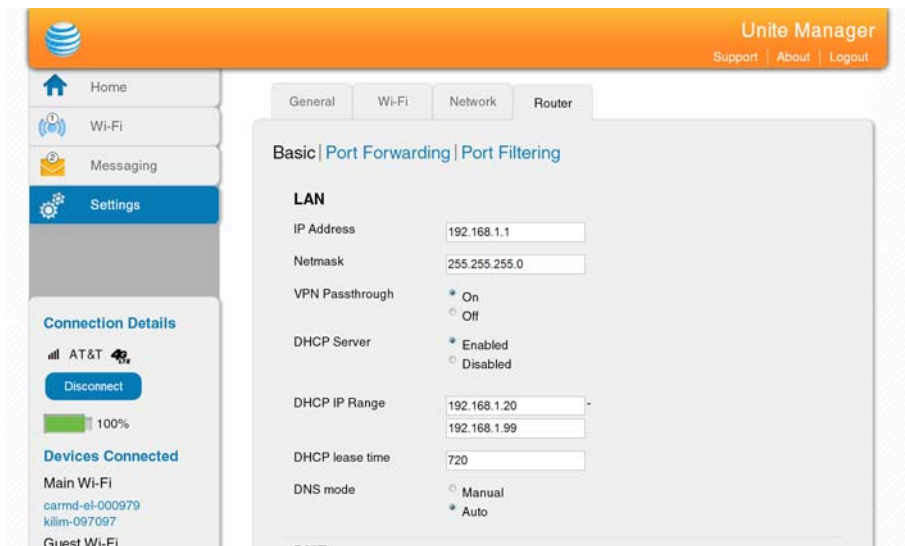 Unite Manager
Support | About | Logout
Home
1
Wi-Fi
2
Messaging
Settings
General
Wi-Fi
Network
Router
Basic | Port Forwarding | Port Filtering
LAN
IP Address
192.168.1.1
Netmask
255.255.255.0
VPN Passthrough
On
Off
DHCP Server
Enabled
Disabled
DHCP IP Range
192.168.1.20 -
192.168.1.99
DHCP lease time
720
DNS mode
Manual
Auto
Connection Details
AT&T 4G LTE
Disconnect
100%
Devices Connected
Main Wi-Fi
carmd-el-000979
kilim-097097
Guest Wi-Fi